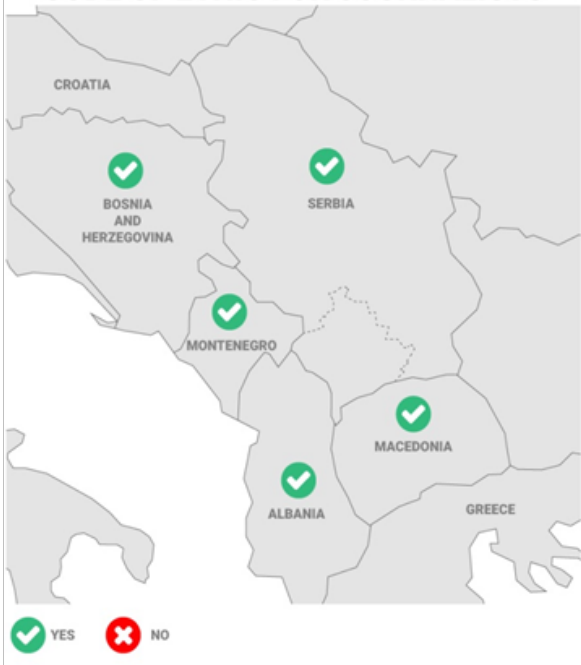 CROATIA
BOSNIA
AND
HERZEGOVINA
SERBIA
MONTENEGRO
MACEDONIA
ALBANIA
GREECE
YES
NO